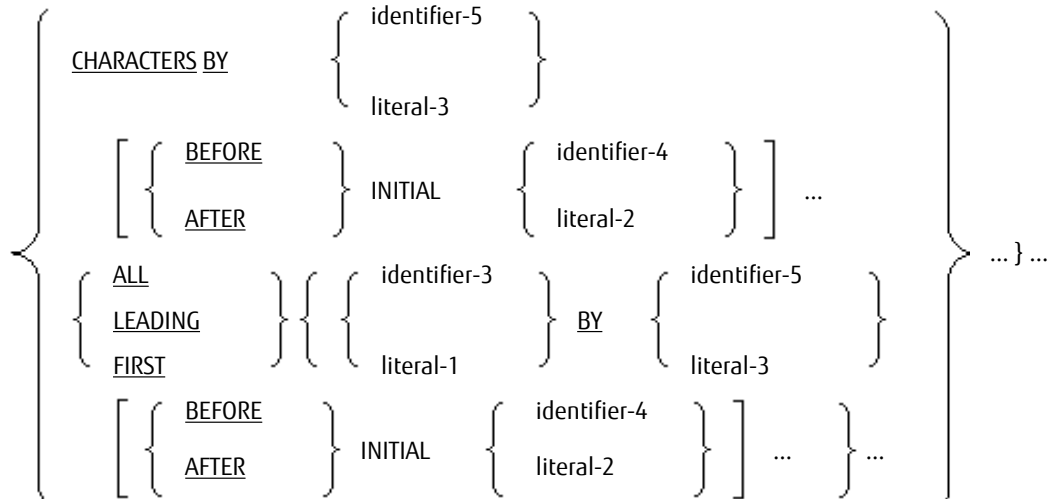 identifier-5
CHARACTERS BY
literal-3
BEFORE identifier-4
INITIAL ...
AFTER literal-2
... } ...
ALL identifier-3 identifier-5
LEADING BY
FIRST literal-1 literal-3
BEFORE identifier-4
INITIAL ... ...
AFTER literal-2